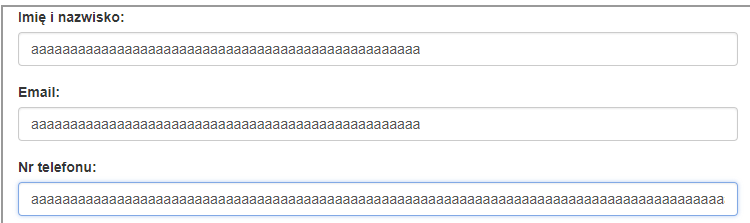 Imię i nazwisko:
aaaaaaaaaaaaaaaaaaaaaaaaaaaaaaaaaaaaaaaaaaaaaaaaaa
Email:
aaaaaaaaaaaaaaaaaaaaaaaaaaaaaaaaaaaaaaaaaaaaaaaaaa
Nr telefonu:
aaaaaaaaaaaaaaaaaaaaaaaaaaaaaaaaaaaaaaaaaaaaaaaaaaaaaaaaaaaaaaaaaaaaaaaaaaaaaaaaaaaaaaaaa